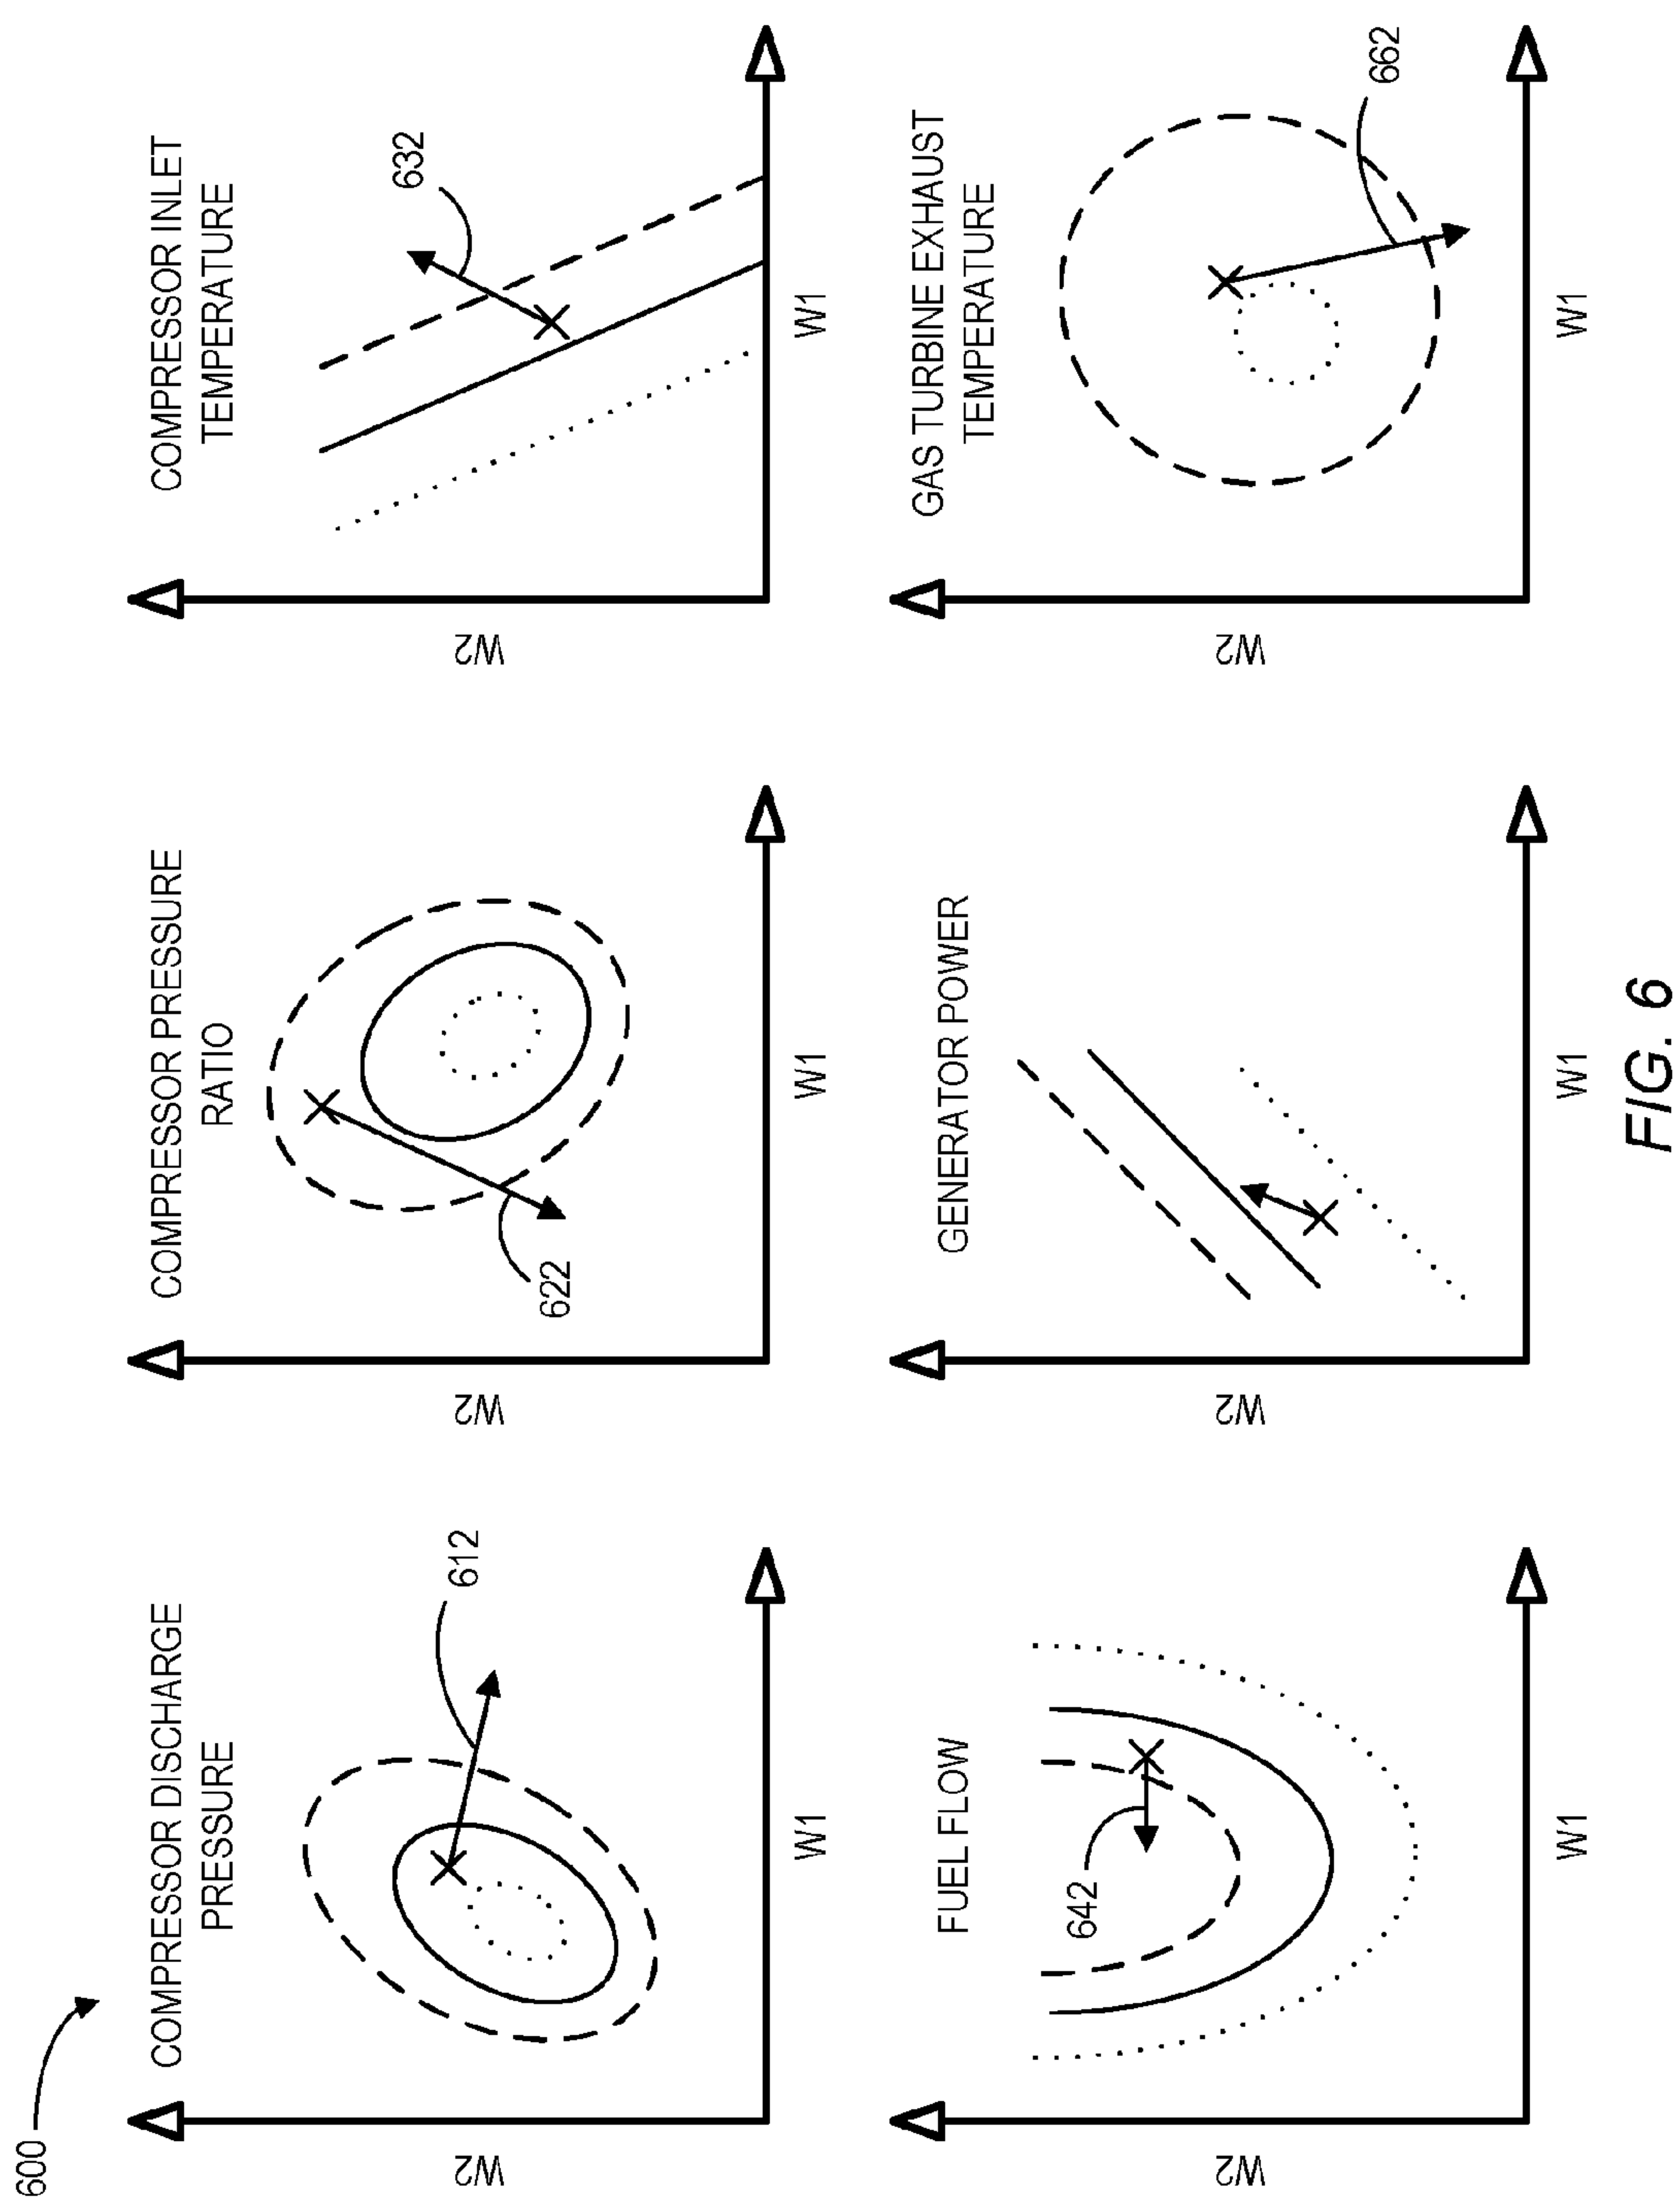 600
COMPRESSOR DISCHARGE
PRESSURE
612
W2
W1
COMPRESSOR PRESSURE
RATIO
622
W2
W1
COMPRESSOR INLET
TEMPERATURE
632
W2
W1
FUEL FLOW
642
W2
W1
GENERATOR POWER
W2
W1
GAS TURBINE EXHAUST
TEMPERATURE
662
W2
W1
FIG. 6